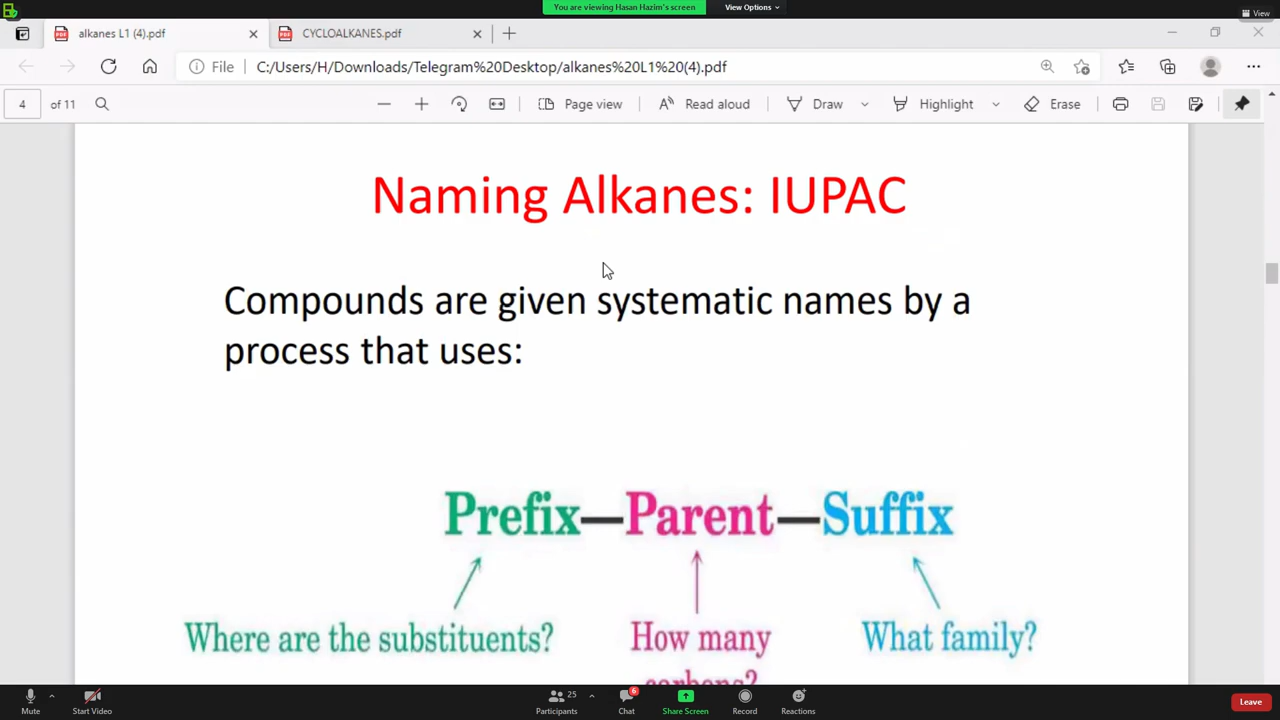 You are viewing Hasan Hazim's screen View Options
View
alkanes L1 (4).pdf CYCLOALKANES.pdf
File C:/Users/H/Downloads/Telegram%20Desktop/alkanes%20L1%20(4).pdf
4 of 11 Page view Read aloud Draw Highlight Erase
Naming Alkanes: IUPAC
Compounds are given systematic names by a
process that uses:
Prefix—Parent—Suffix
Where are the substituents? How many What family?
carbons?
25 6
Mute Start Video Participants Chat Share Screen Record Reactions Leave